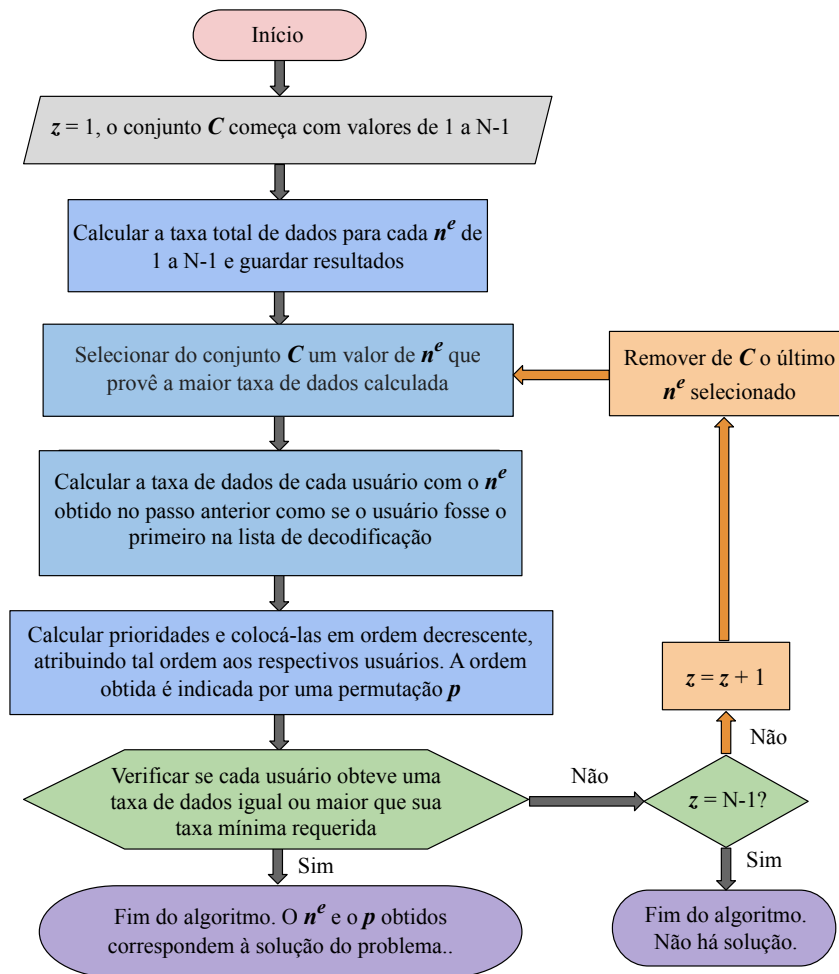 Início
z = 1, o conjunto C começa com valores de 1 a N-1
Calcular a taxa total de dados para cada n^e de
1 a N-1 e guardar resultados
Selecionar do conjunto C um valor de n^e que
provê a maior taxa de dados calculada
Remover de C o último
n^e selecionado
Calcular a taxa de dados de cada usuário com o n^e
obtido no passo anterior como se o usuário fosse o
primeiro na lista de decodificação
Calcular prioridades e colocá-las em ordem decrescente,
atribuindo tal ordem aos respectivos usuários. A ordem
obtida é indicada por uma permutação p
z = z + 1
Não
Verificar se cada usuário obteve uma
taxa de dados igual ou maior que sua
taxa mínima requerida
Não
z = N-1?
Sim
Sim
Fim do algoritmo. O n^e e o p obtidos
correspondem à solução do problema..
Fim do algoritmo.
Não há solução.